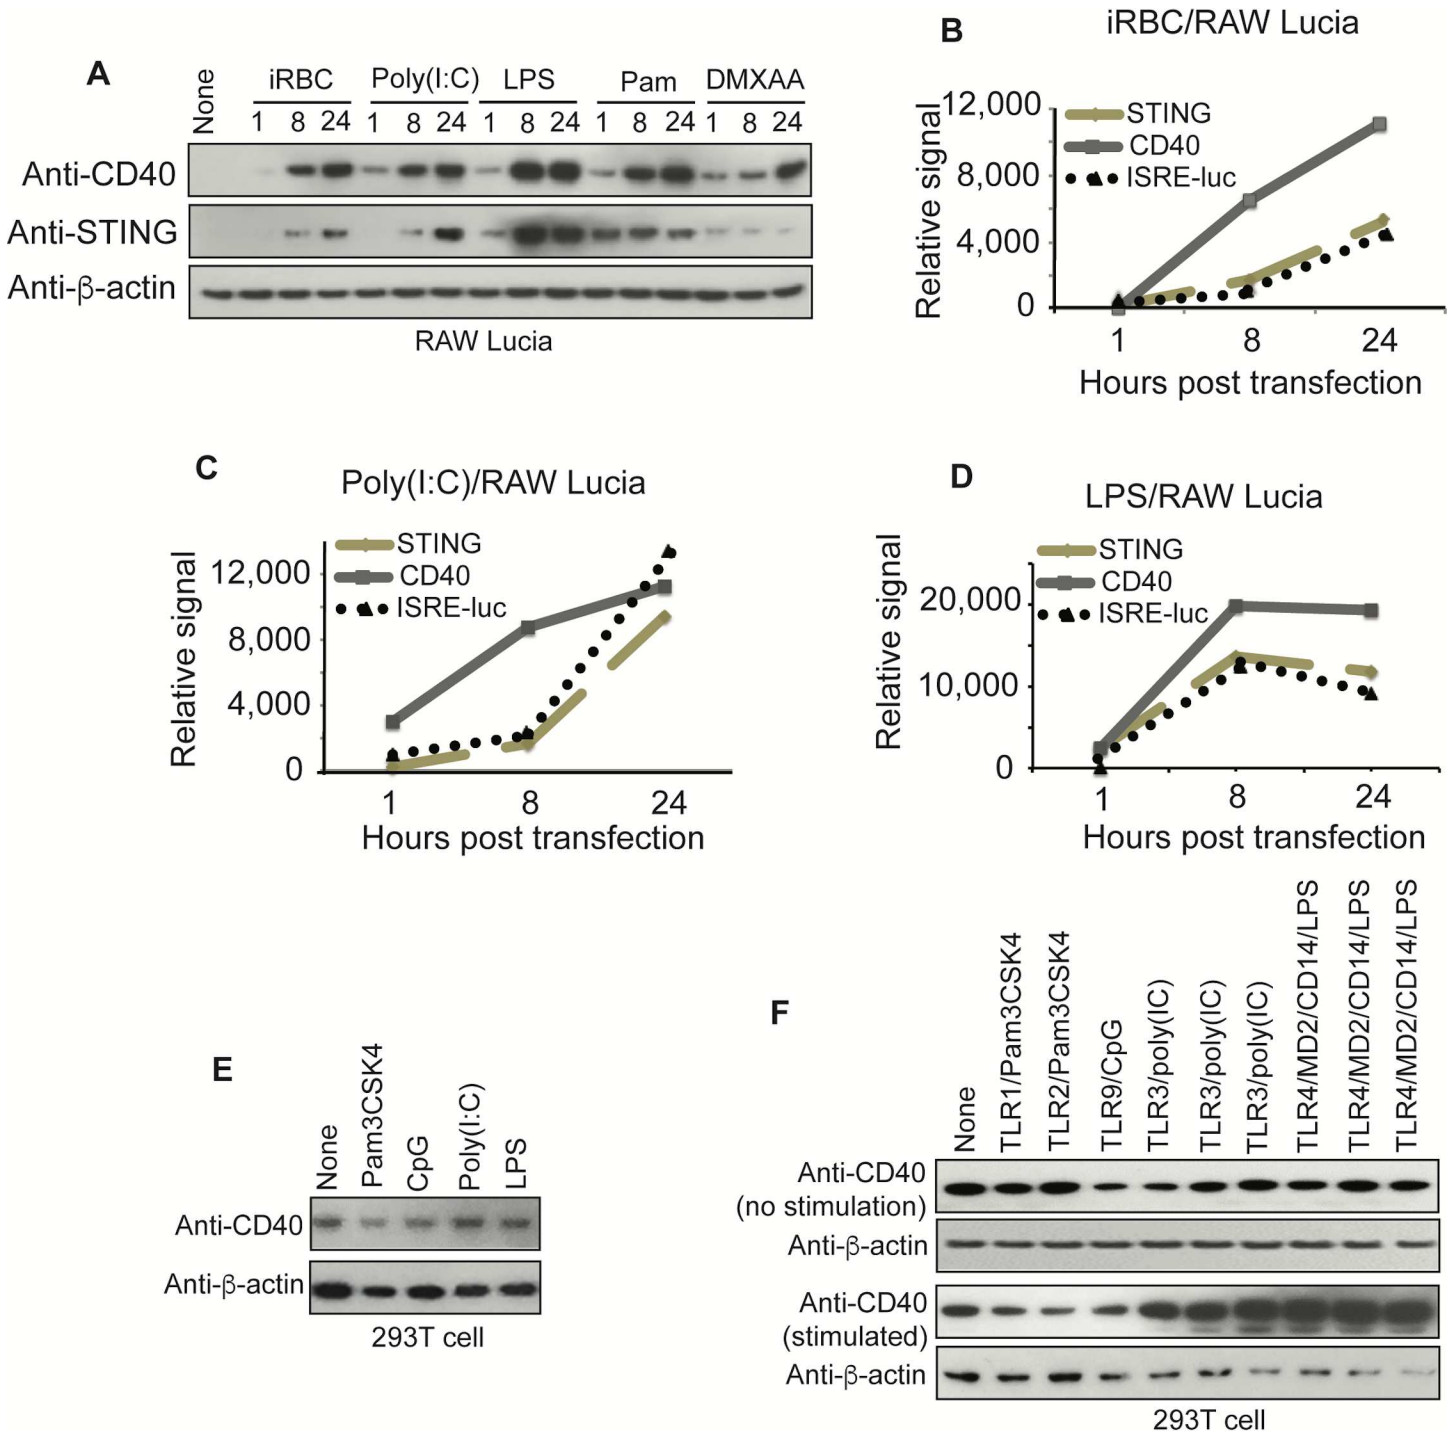 A
None
iRBC
Poly(I:C)
LPS
Pam
DMXAA
1 8 24 1 8 24 1 8 24 1 8 24 1 8 24
Anti-CD40
Anti-STING
Anti-β-actin
RAW Lucia
B
iRBC/RAW Lucia
Relative signal
12,000
8,000
4,000
0
STING
CD40
ISRE-luc
1 8 24
Hours post transfection
C
Poly(I:C)/RAW Lucia
Relative signal
12,000
8,000
4,000
0
STING
CD40
ISRE-luc
1 8 24
Hours post transfection
D
LPS/RAW Lucia
Relative signal
20,000
10,000
0
STING
CD40
ISRE-luc
1 8 24
Hours post transfection
E
None
Pam3CSK4
CpG
Poly(I:C)
LPS
Anti-CD40
Anti-β-actin
293T cell
F
None
TLR1/Pam3CSK4
TLR2/Pam3CSK4
TLR9/CpG
TLR3/poly(IC)
TLR3/poly(IC)
TLR3/poly(IC)
TLR4/MD2/CD14/LPS
TLR4/MD2/CD14/LPS
TLR4/MD2/CD14/LPS
Anti-CD40
(no stimulation)
Anti-β-actin
Anti-CD40
(stimulated)
Anti-β-actin
293T cell